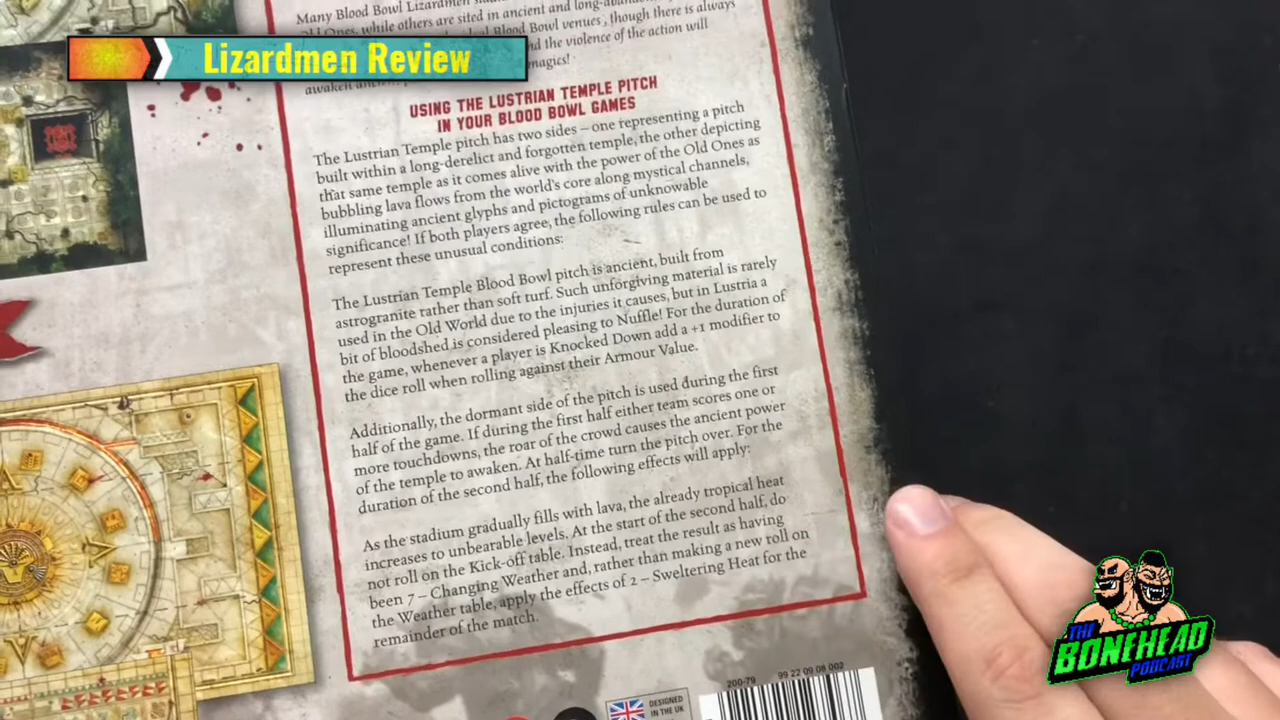 Lizardmen Review
Many Blood Bowl Lizardmen
Ones, while others are sited in ancient and
Blood Bowl venues, though there is always
the violence of the action will
magics!
USING THE LUSTRIAN TEMPLE PITCH
IN YOUR BLOOD BOWL GAMES
The Lustrian Temple pitch has two sides – one representing a pitch
built within a long-derelict and forgotten temple, the other depicting
that same temple as it comes alive with the power of the Old Ones as
bubbling lava flows from the world's core along mystical channels,
illuminating ancient glyphs and pictograms of unknowable
significance! If both players agree, the following rules can be used to
represent these unusual conditions:
The Lustrian Temple Blood Bowl pitch is ancient, built from
astrogranite rather than soft turf. Such unforgiving material is rarely
used in the Old World due to the injuries it causes, but in Lustria a
bit of bloodshed is considered pleasing to Nuffle! For the duration of
the game, whenever a player is Knocked Down add a +1 modifier to
the dice roll when rolling against their Armour Value.
Additionally, the dormant side of the pitch is used during the first
half of the game. If during the first half either team scores one or
more touchdowns, the roar of the crowd causes the ancient power
of the temple to awaken. At half-time turn the pitch over. For the
duration of the second half, the following effects will apply:
As the stadium gradually fills with lava, the already tropical heat
increases to unbearable levels. At the start of the second half, do
not roll on the Kick-off table. Instead, treat the result as having
been 7 – Changing Weather and, rather than making a new roll on
the Weather table, apply the effects of 2 – Sweltering Heat for the
remainder of the match.
200-79 99 22 09 08 002
DESIGNED
IN THE UK
THE
BONEHEAD
PODCAST